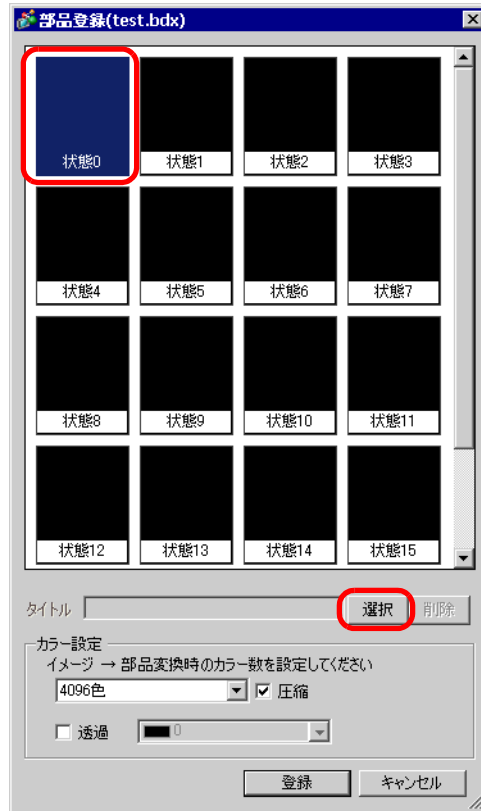 部品登録(test.bdx)
状態0 状態1 状態2 状態3
状態4 状態5 状態6 状態7
状態8 状態9 状態10 状態11
状態12 状態13 状態14 状態15
タイトル 選択 削除
カラー設定
イメージ → 部品変換時のカラー数を設定してください
4096色 圧縮
透過 0
登録 キャンセル